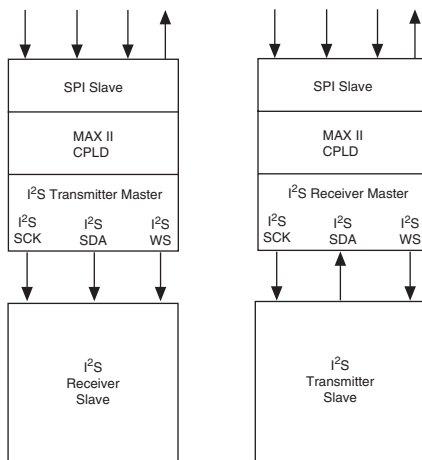 SPI Slave
MAX II
CPLD
I²S Transmitter Master
I²S I²S I²S
SCK SDA WS
I²S
Receiver
Slave
SPI Slave
MAX II
CPLD
I²S Receiver Master
I²S I²S I²S
SCK SDA WS
I²S
Transmitter
Slave